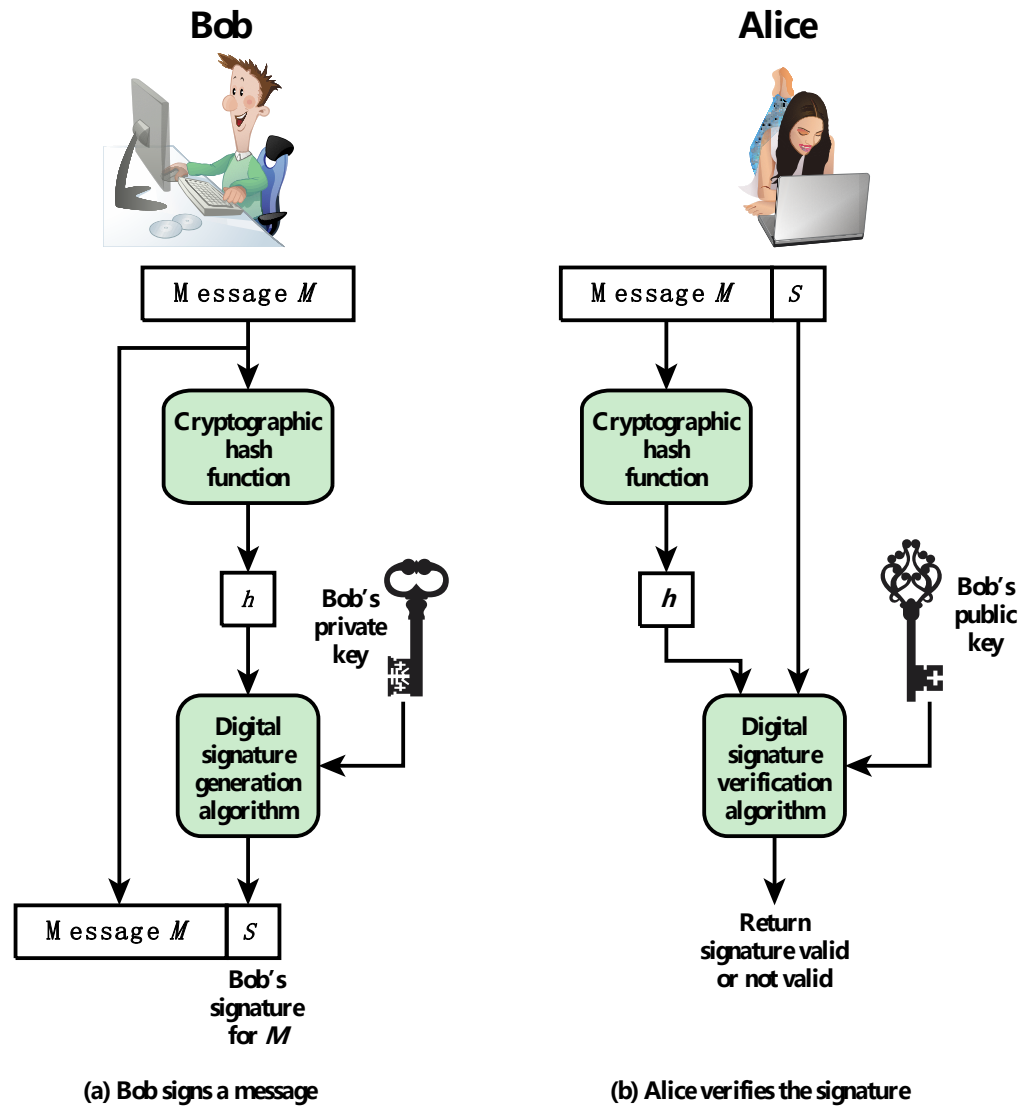 Bob
Alice
Message M
Message M
S
Cryptographic
hash
function
Cryptographic
hash
function
h
Bob's
private
key
h
Bob's
public
key
Digital
signature
generation
algorithm
Digital
signature
verification
algorithm
Message M
S
Bob's
signature
for M
Return
signature valid
or not valid
(a) Bob signs a message
(b) Alice verifies the signature